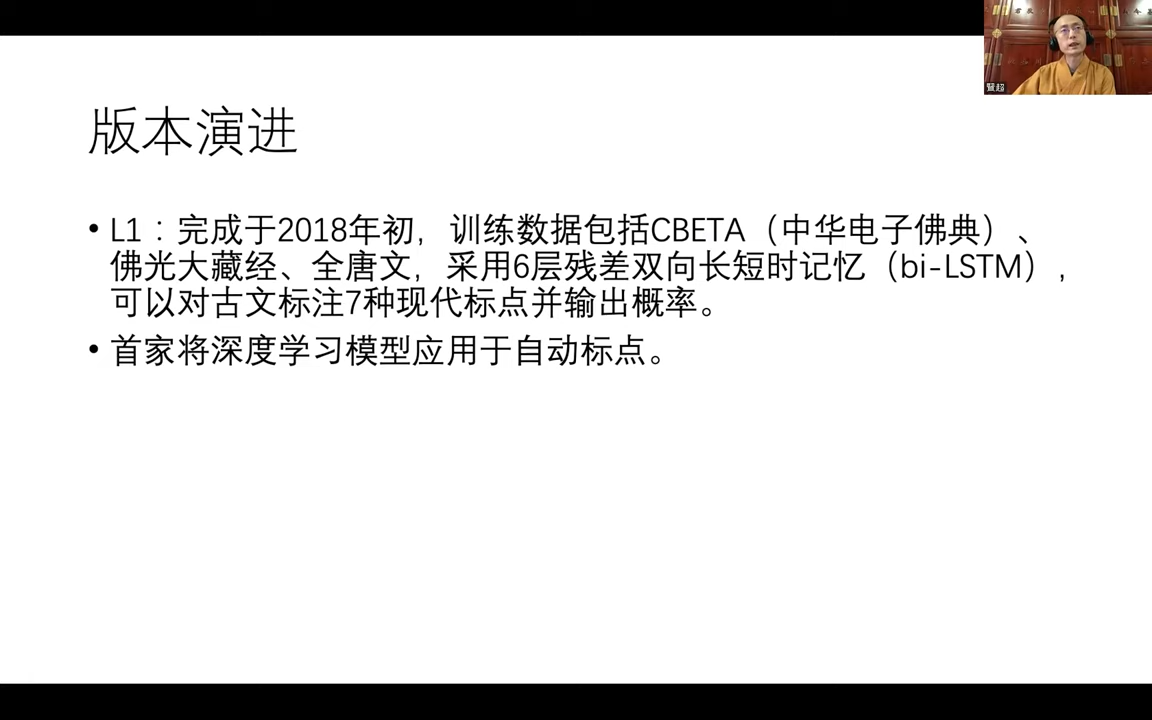 版本演进
• L1：完成于2018年初，训练数据包括CBETA（中华电子佛典）、
佛光大藏经、全唐文，采用6层残差双向长短时记忆（bi-LSTM），
可以对古文标注7种现代标点并输出概率。
• 首家将深度学习模型应用于自动标点。
賢超